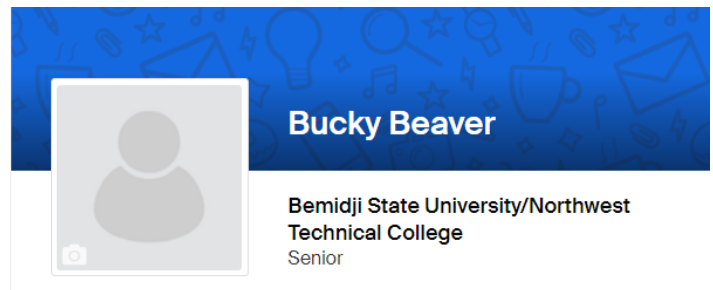 Bucky Beaver
Bemidji State University/Northwest
Technical College
Senior